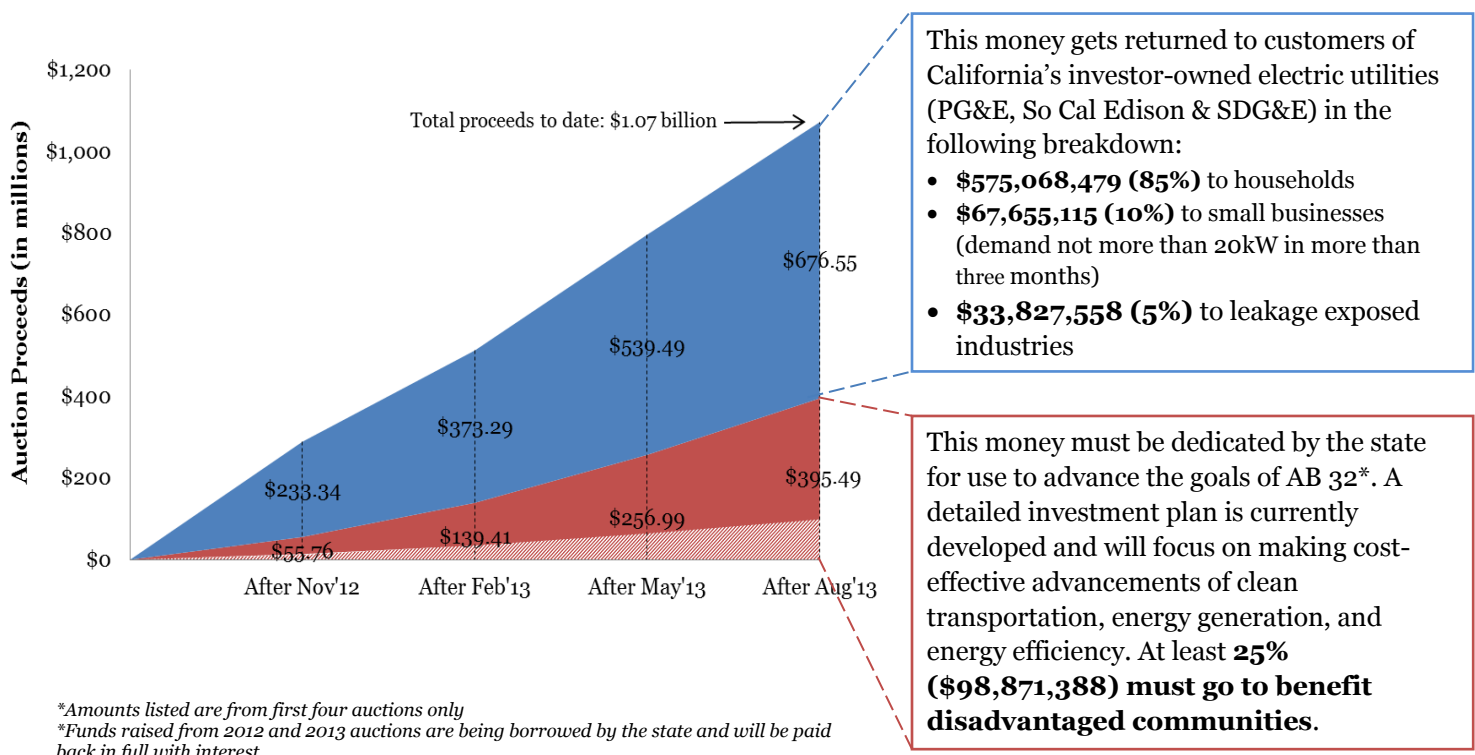 $1,200
$1,000
$800
$600
$400
$200
$0
Auction Proceeds (in millions)
Total proceeds to date: $1.07 billion
$676.55
$539.49
$373.29
$233.34
$395.49
$256.99
$139.41
$55.76
After Nov'12
After Feb'13
After May'13
After Aug'13
This money gets returned to customers of
California's investor-owned electric utilities
(PG&E, So Cal Edison & SDG&E) in the
following breakdown:
• $575,068,479 (85%) to households
• $67,655,115 (10%) to small businesses
(demand not more than 20kW in more than
three months)
• $33,827,558 (5%) to leakage exposed
industries
This money must be dedicated by the state
for use to advance the goals of AB 32*. A
detailed investment plan is currently
developed and will focus on making cost-
effective advancements of clean
transportation, energy generation, and
energy efficiency. At least 25%
($98,871,388) must go to benefit
disadvantaged communities.
*Amounts listed are from first four auctions only
*Funds raised from 2012 and 2013 auctions are being borrowed by the state and will be paid
back in full with interest